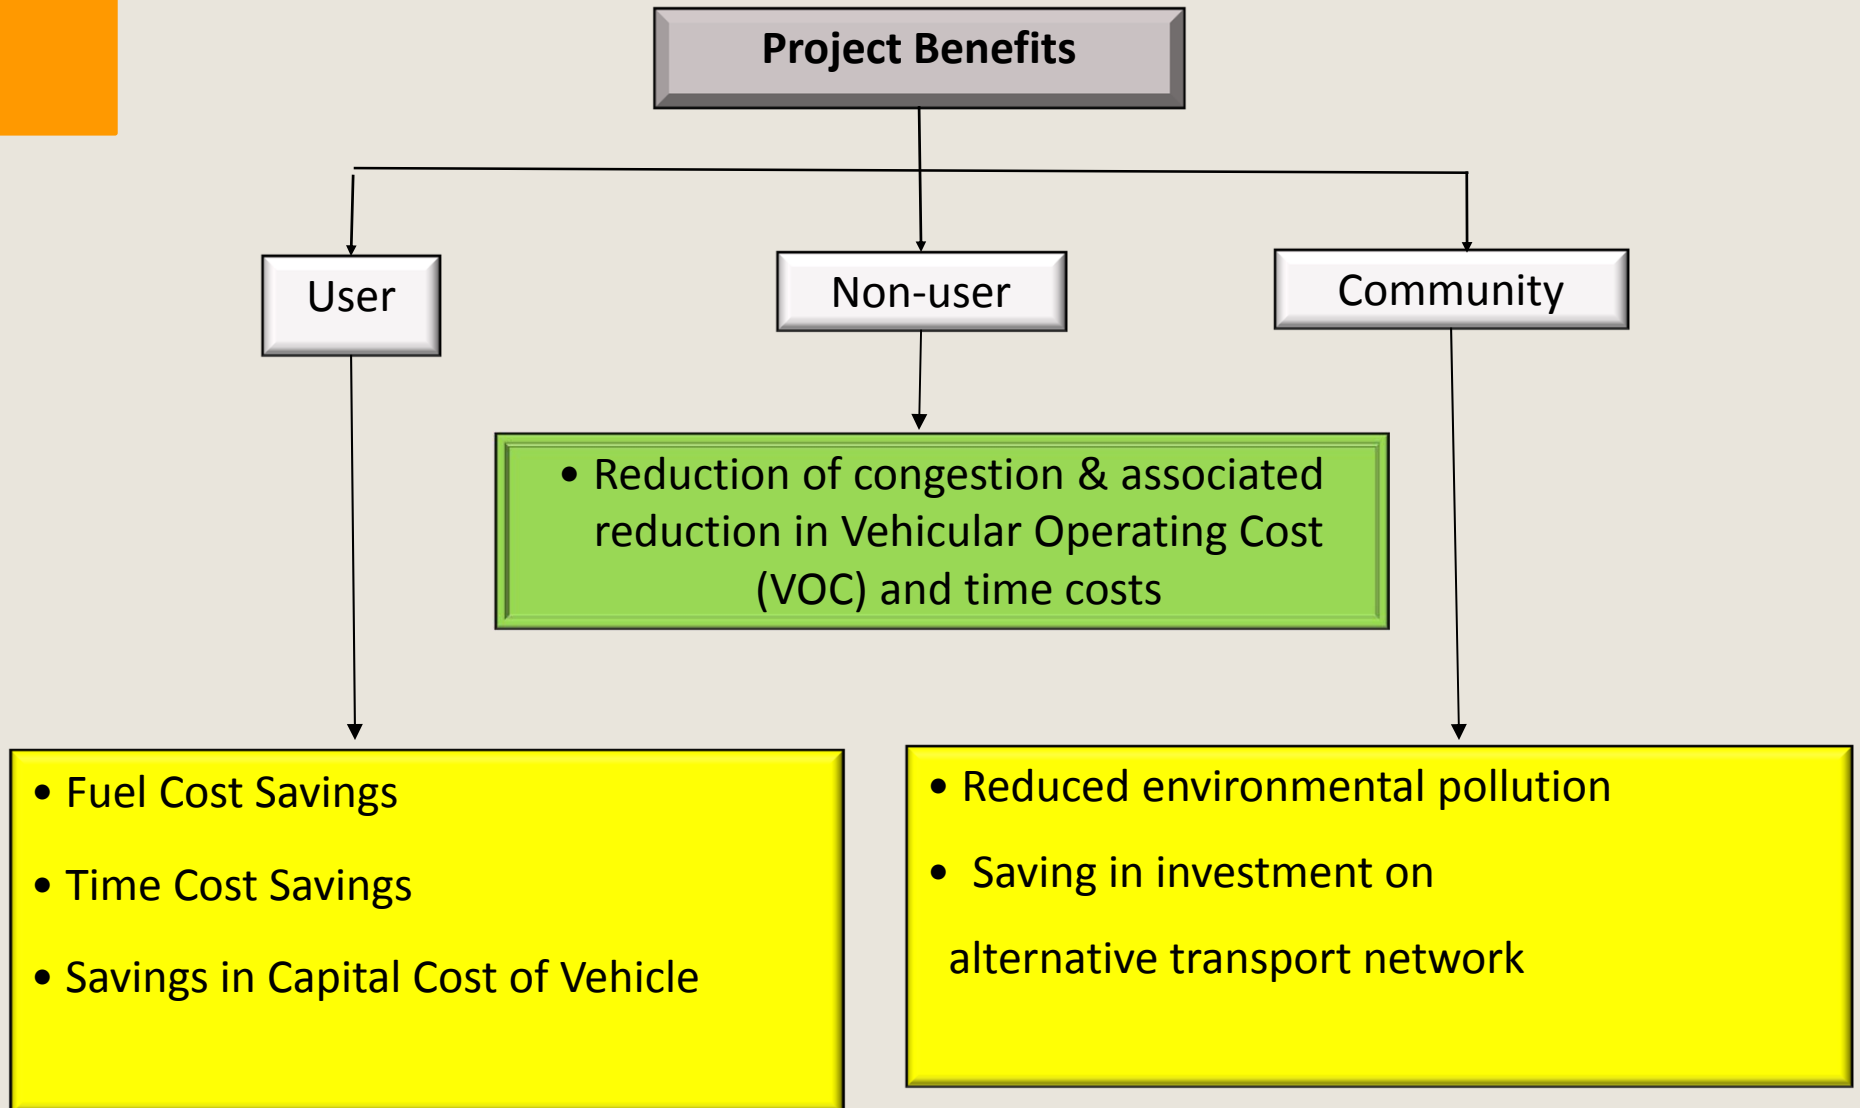 Project Benefits
User
Non-user
Community
• Reduction of congestion & associated
reduction in Vehicular Operating Cost
(VOC) and time costs
• Fuel Cost Savings
• Time Cost Savings
• Savings in Capital Cost of Vehicle
• Reduced environmental pollution
• Saving in investment on
alternative transport network